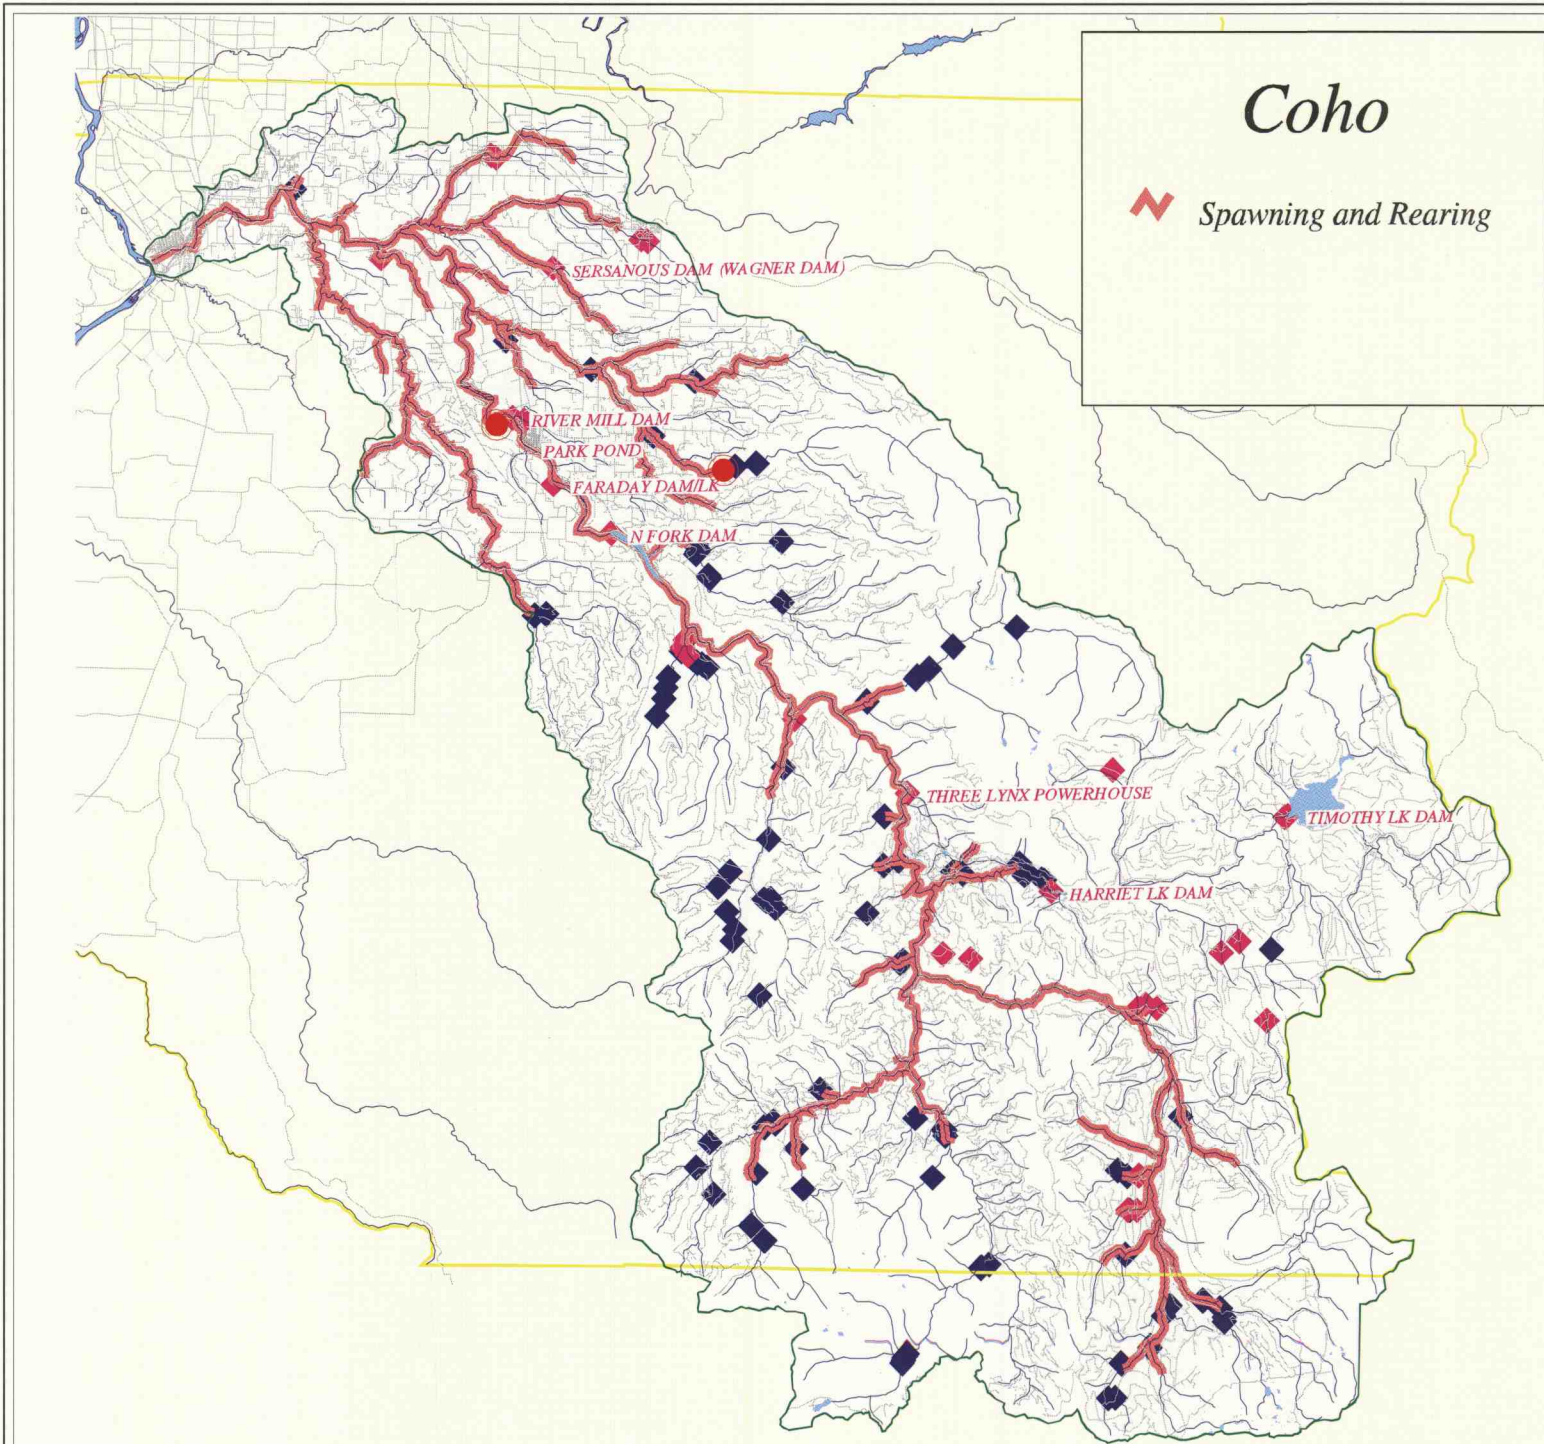 Coho
Spawning and Rearing
SERSANOUS DAM (WAGNER DAM)
RIVER MILL DAM
PARK POND
FARADAY DAM/LK
N FORK DAM
THREE LYNX POWERHOUSE
TIMOTHY LK DAM
HARRIET LK DAM